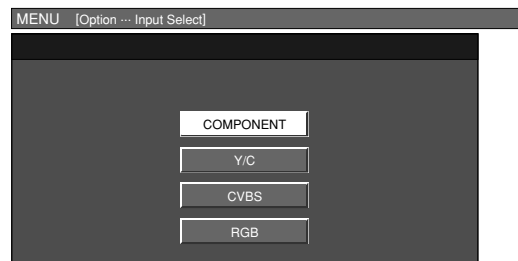 MENU [Option ··· Input Select]
COMPONENT
Y/C
CVBS
RGB